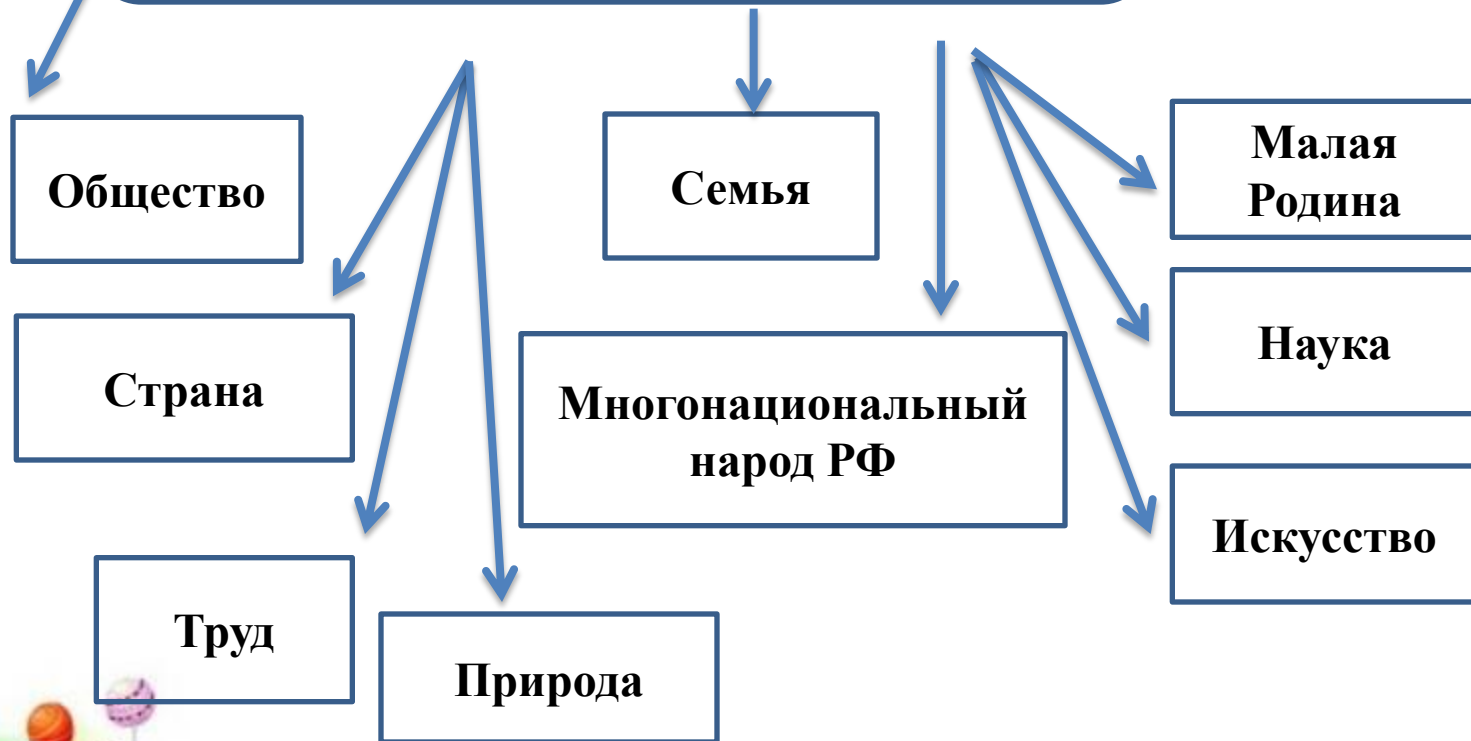 Общество
Семья
Малая
Родина
Страна
Многонациональный
народ РФ
Наука
Искусство
Труд
Природа